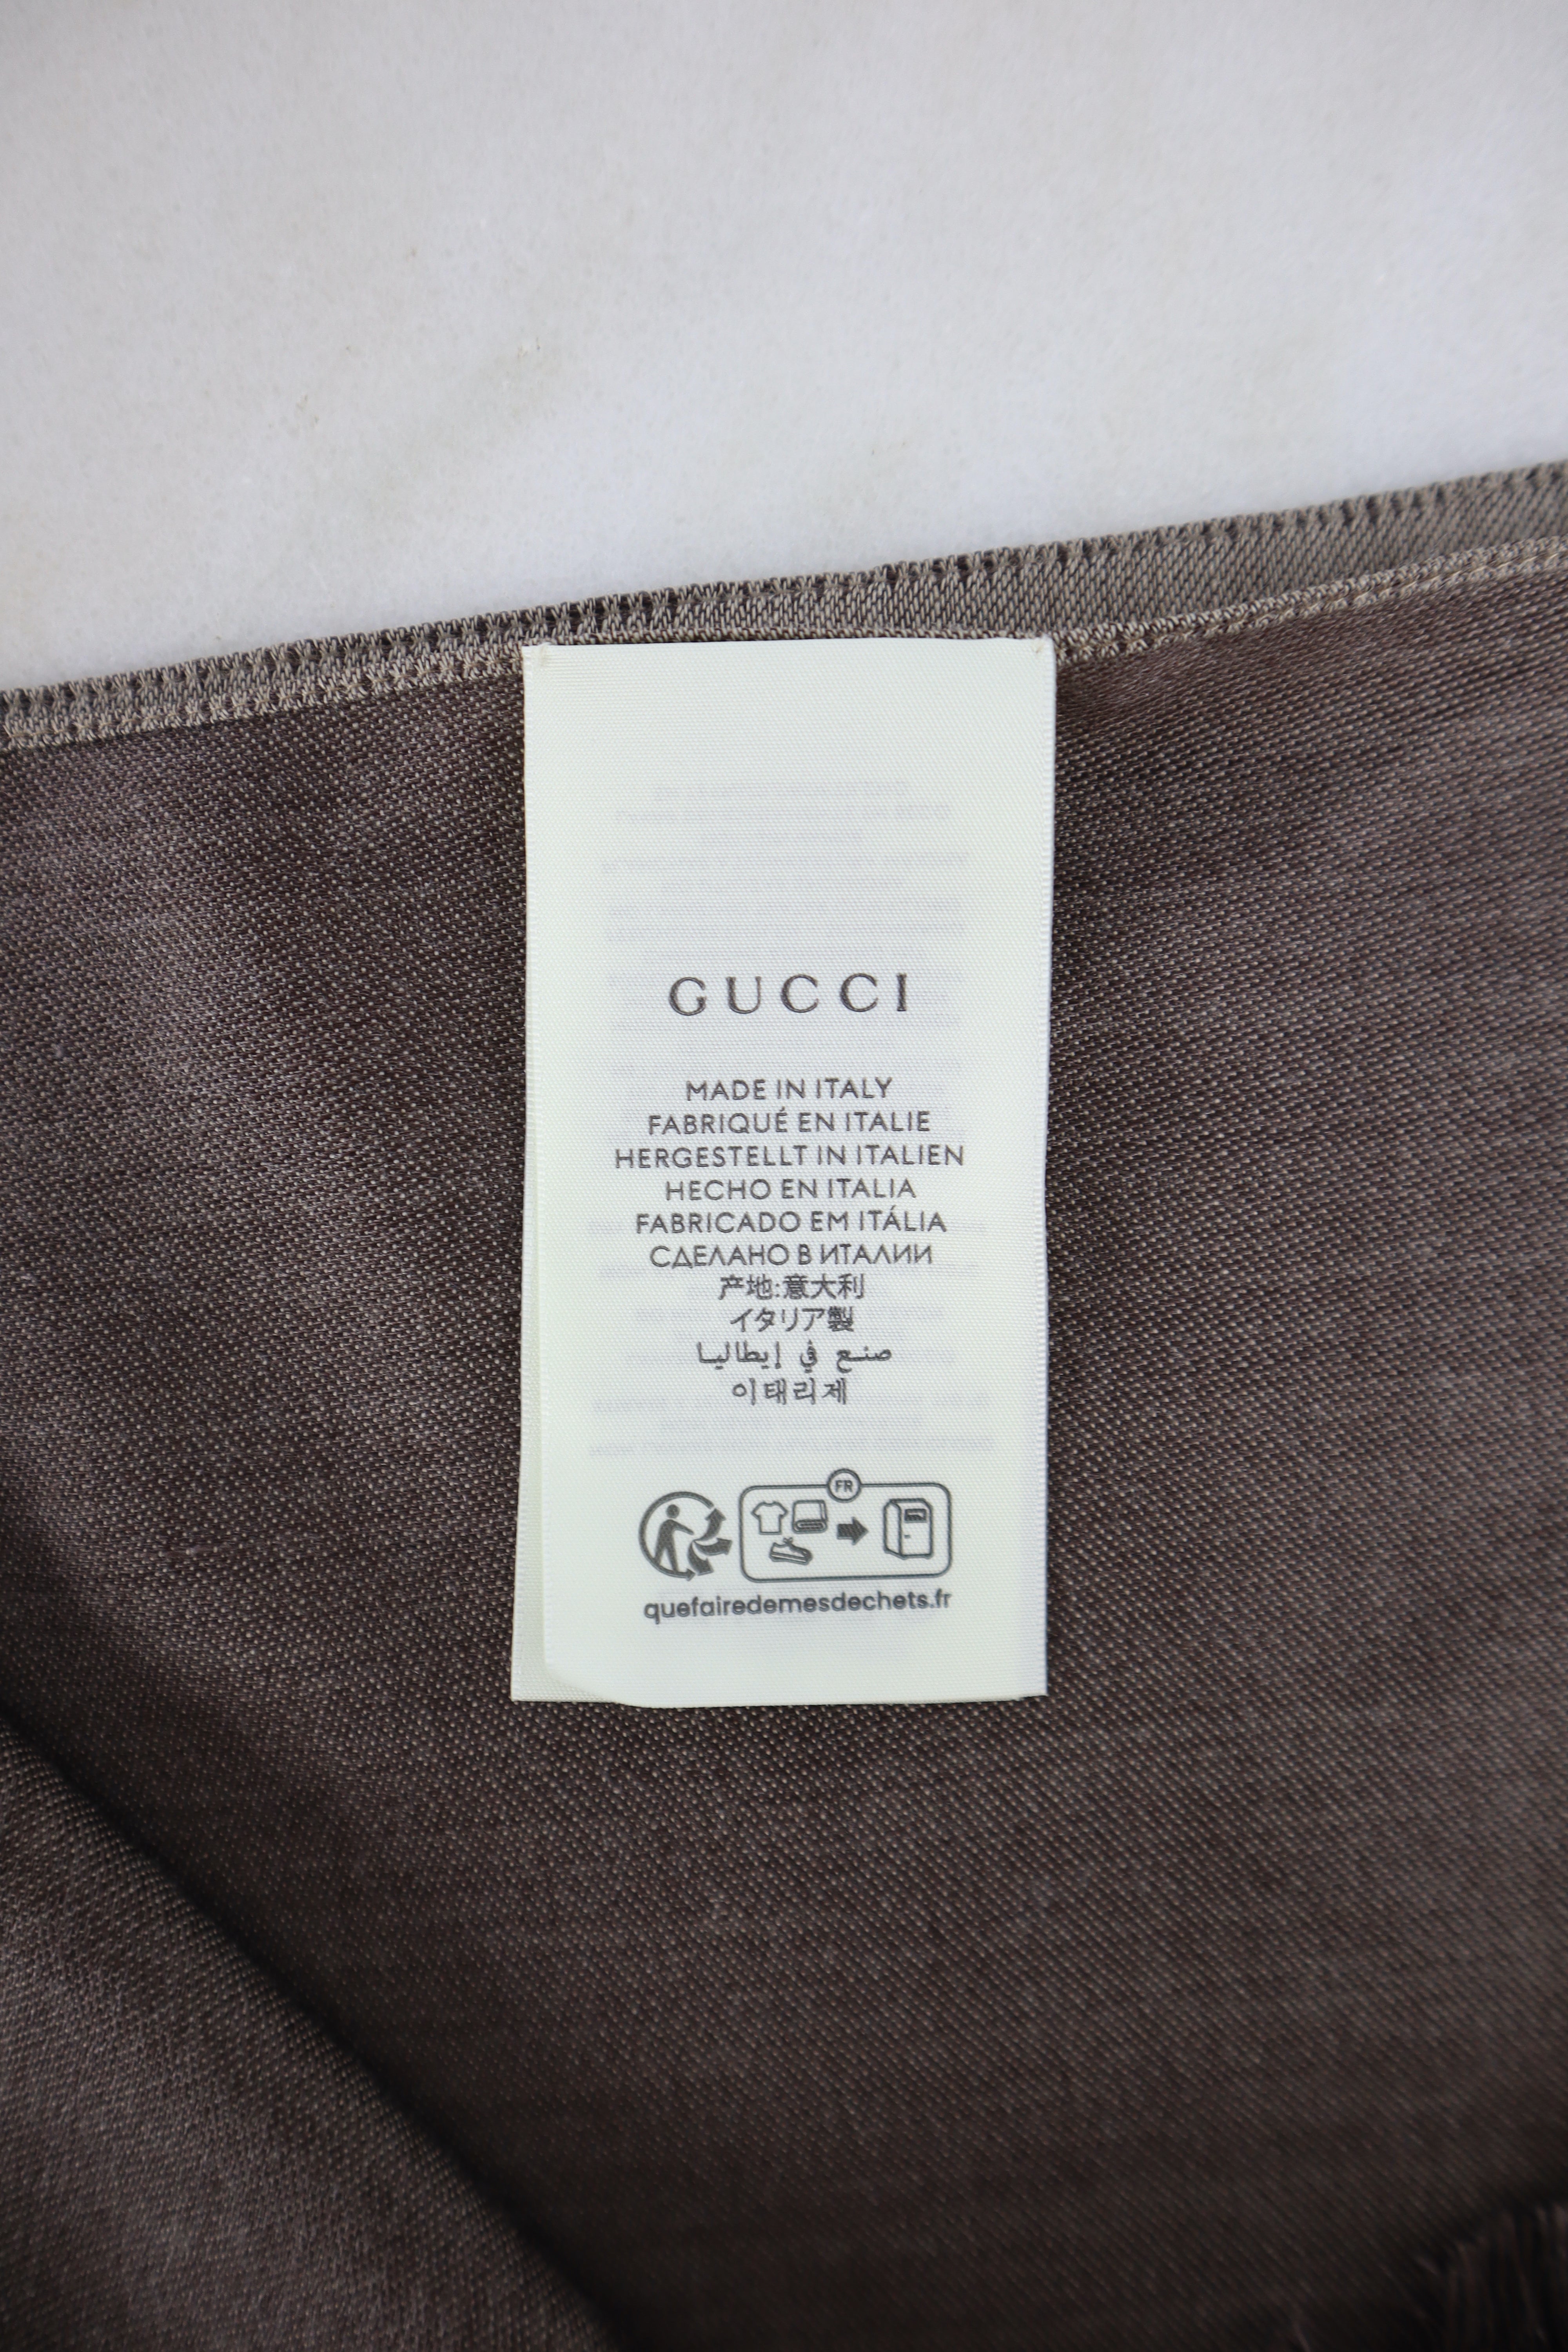 GUCCI
MADE IN ITALY
FABRIQUÉ EN ITALIE
HERGESTELLT IN ITALIEN
HECHO EN ITALIA
FABRICADO EM ITÁLIA
СДЕЛАНО В ИТАЛИИ
产地:意大利
イタリア製
صنع في إيطاليا
이태리제
FR
quefairedemesdechets.fr